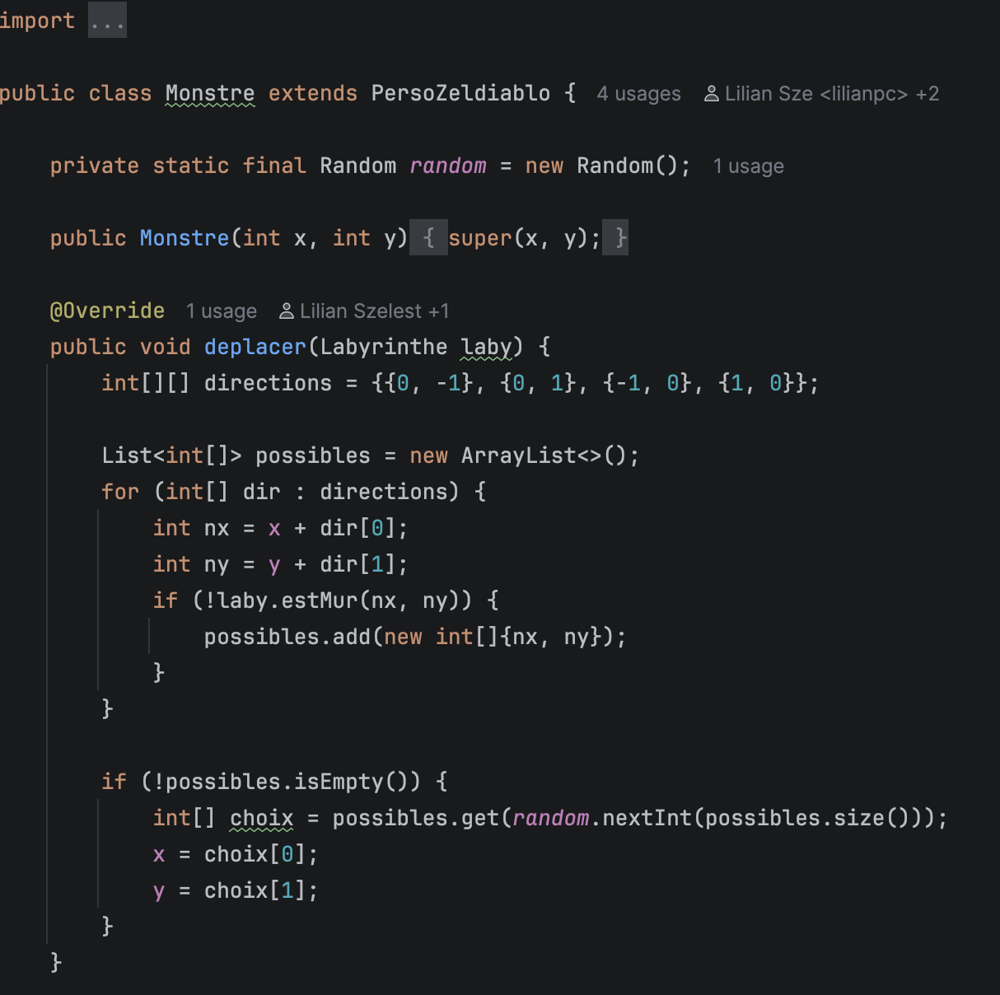 import ...
public class Monstre extends PersoZeldiablo { 4 usages Lilian Sze <lilianpc> +2
private static final Random random = new Random(); 1 usage
public Monstre(int x, int y) { super(x, y); }
@Override 1 usage Lilian Szelest +1
public void deplacer(Labyrinthe laby) {
int[][] directions = {{0, -1}, {0, 1}, {-1, 0}, {1, 0}};
List<int[]> possibles = new ArrayList<>();
for (int[] dir : directions) {
int nx = x + dir[0];
int ny = y + dir[1];
if (!laby.estMur(nx, ny)) {
possibles.add(new int[]{nx, ny});
}
}
if (!possibles.isEmpty()) {
int[] choix = possibles.get(random.nextInt(possibles.size()));
x = choix[0];
y = choix[1];
}
}